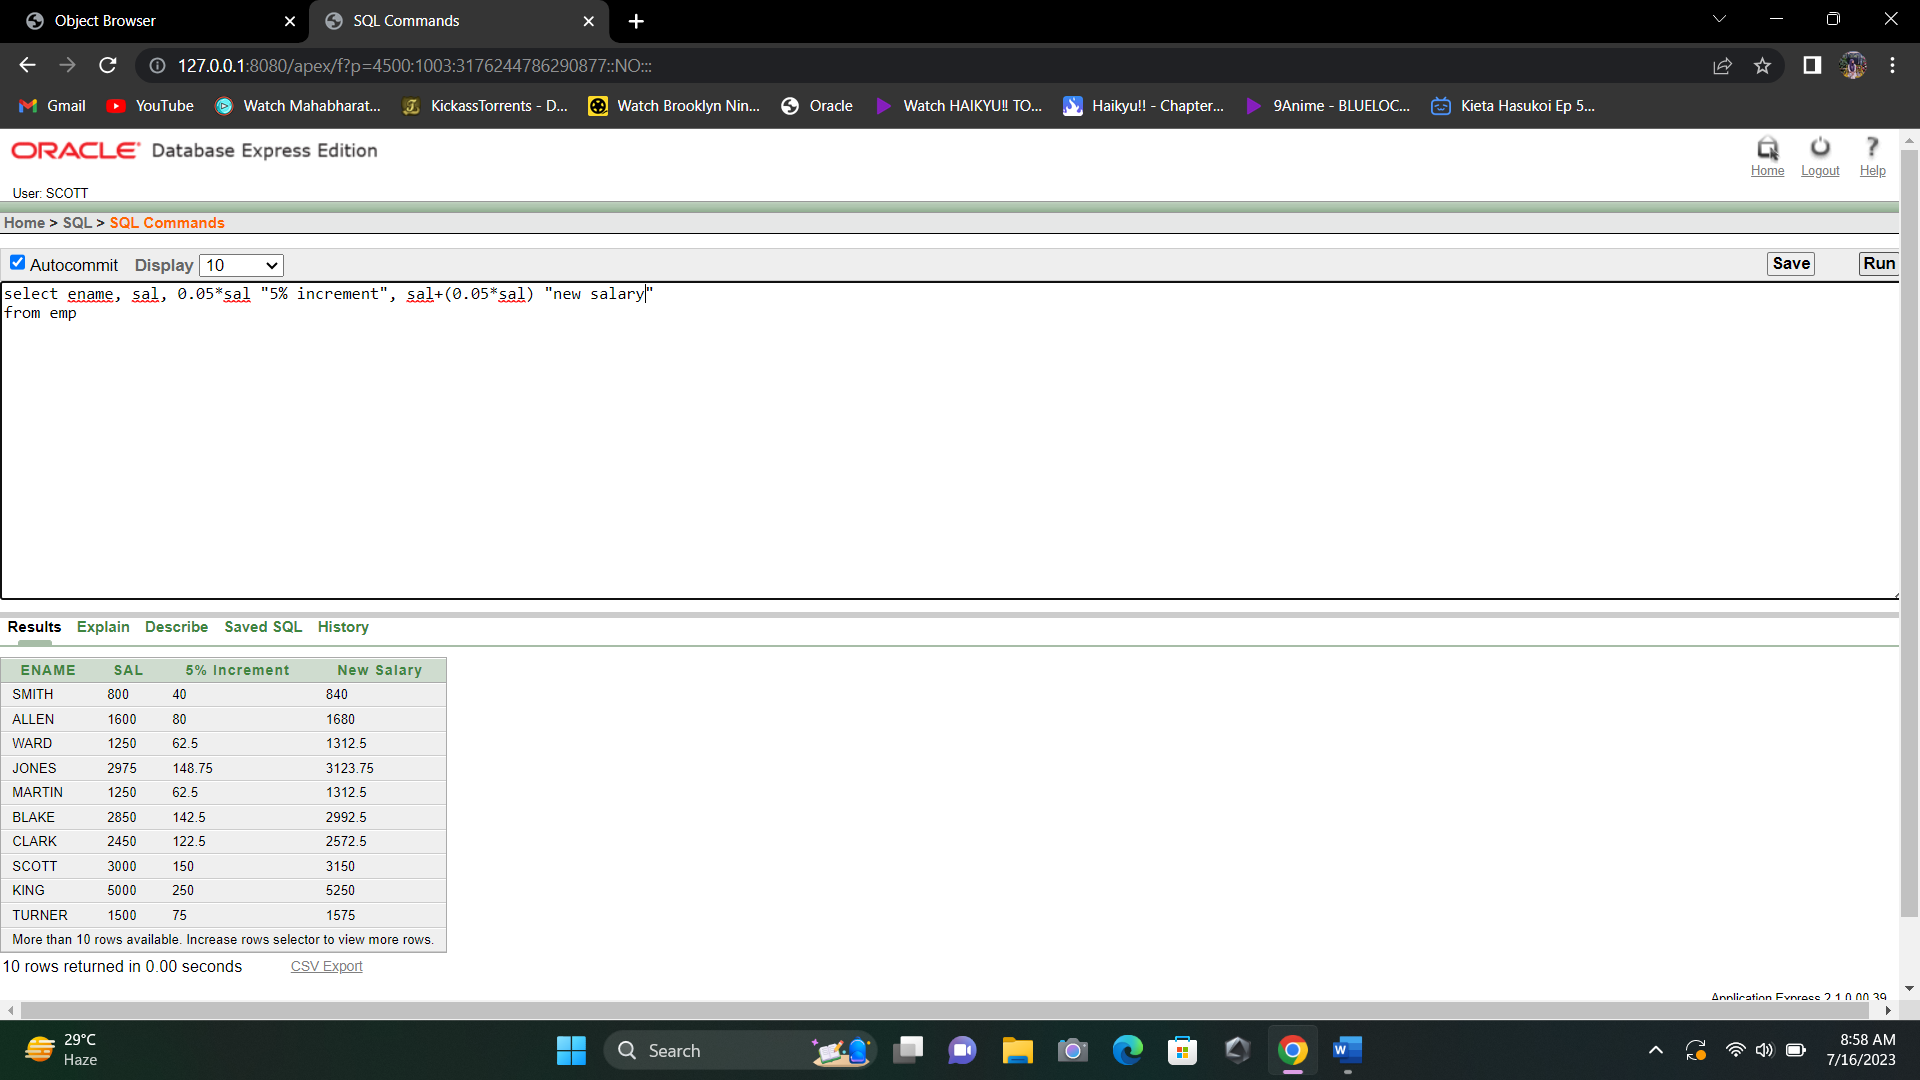 Object Browser
SQL Commands
127.0.0.1:8080/apex/f?p=4500:1003:3176244786290877::NO:::
Gmail YouTube Watch Mahabharat... KickassTorrents - D... Watch Brooklyn Nin... Oracle Watch HAIKYU!! TO... Haikyu!! - Chapter... 9Anime - BLUELOC... Kieta Hasukoi Ep 5...
ORACLE Database Express Edition
Home Logout Help
User: SCOTT
Home > SQL > SQL Commands
Autocommit Display 10 Save Run
select ename, sal, 0.05*sal "5% increment", sal+(0.05*sal) "new salary"
from emp
Results Explain Describe Saved SQL History
ENAME SAL 5% Increment New Salary
SMITH 800 40 840
ALLEN 1600 80 1680
WARD 1250 62.5 1312.5
JONES 2975 148.75 3123.75
MARTIN 1250 62.5 1312.5
BLAKE 2850 142.5 2992.5
CLARK 2450 122.5 2572.5
SCOTT 3000 150 3150
KING 5000 250 5250
TURNER 1500 75 1575
More than 10 rows available. Increase rows selector to view more rows.
10 rows returned in 0.00 seconds CSV Export
Application Express 2.1.0.00.39
29°C
Haze
Search
8:58 AM
7/16/2023